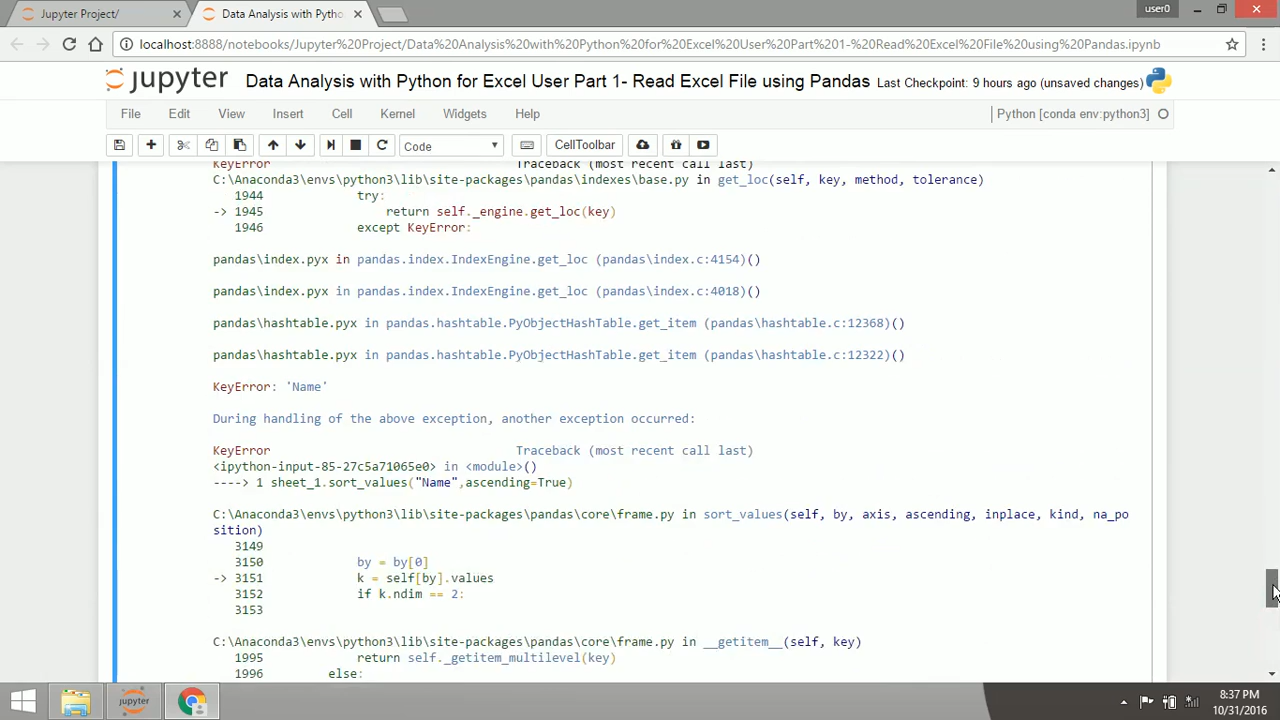 Jupyter Project/
Data Analysis with Pytho
user0
localhost:8888/notebooks/Jupyter%20Project/Data%20Analysis%20with%20Python%20for%20Excel%20User%20Part%201-%20Read%20Excel%20File%20using%20Pandas.ipynb
jupyter Data Analysis with Python for Excel User Part 1- Read Excel File using Pandas Last Checkpoint: 9 hours ago (unsaved changes)
File Edit View Insert Cell Kernel Widgets Help Python [conda env:python3]
Code CellToolbar
KeyError Traceback (most recent call last)
C:\Anaconda3\envs\python3\lib\site-packages\pandas\indexes\base.py in get_loc(self, key, method, tolerance)
1944 try:
-> 1945 return self._engine.get_loc(key)
1946 except KeyError:
pandas\index.pyx in pandas.index.IndexEngine.get_loc (pandas\index.c:4154)()
pandas\index.pyx in pandas.index.IndexEngine.get_loc (pandas\index.c:4018)()
pandas\hashtable.pyx in pandas.hashtable.PyObjectHashTable.get_item (pandas\hashtable.c:12368)()
pandas\hashtable.pyx in pandas.hashtable.PyObjectHashTable.get_item (pandas\hashtable.c:12322)()
KeyError: 'Name'
During handling of the above exception, another exception occurred:
KeyError Traceback (most recent call last)
<ipython-input-85-27c5a71065e0> in <module>()
----> 1 sheet_1.sort_values("Name",ascending=True)
C:\Anaconda3\envs\python3\lib\site-packages\pandas\core\frame.py in sort_values(self, by, axis, ascending, inplace, kind, na_po
sition)
3149
3150 by = by[0]
-> 3151 k = self[by].values
3152 if k.ndim == 2:
3153
C:\Anaconda3\envs\python3\lib\site-packages\pandas\core\frame.py in __getitem__(self, key)
1995 return self._getitem_multilevel(key)
1996 else:
jupyter
8:37 PM
10/31/2016